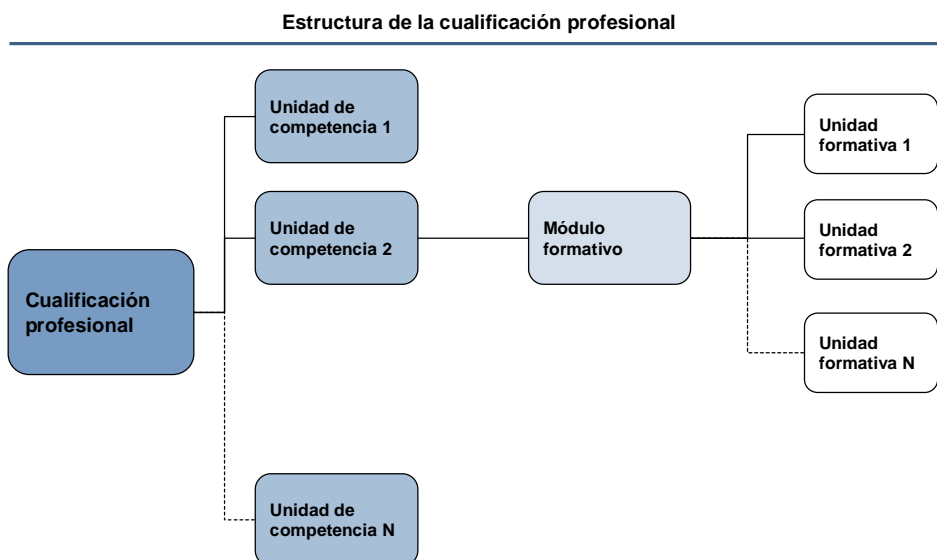 Estructura de la cualificación profesional
Unidad de
competencia 1
Unidad
formativa 1
Unidad de
competencia 2
Módulo
formativo
Unidad
formativa 2
Cualificación
profesional
Unidad
formativa N
Unidad de
competencia N